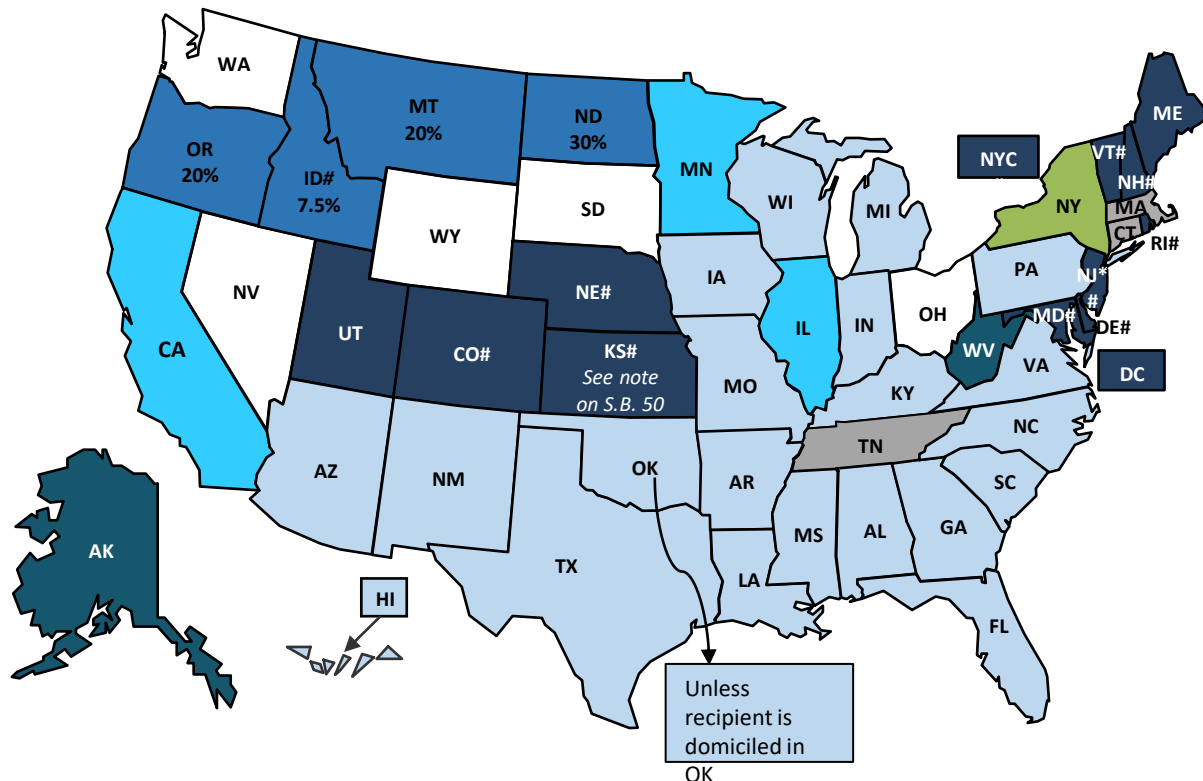 WA
MT
20%
ND
30%
ME
OR
20%
ID#
7.5%
MN
NYC
VT#
NH#
SD
WI
MI
NY
MA
CT
RI#
WY
IA
PA
NJ*
#
NV
NE#
OH
MD#
DE#
UT
CO#
IL
IN
WV
CA
KS#
See note
on S.B. 50
MO
KY
VA
DC
TN
NC
AZ
NM
OK
AR
SC
MS
AL
GA
AK
TX
LA
HI
FL
Unless
recipient is
domiciled in
OK